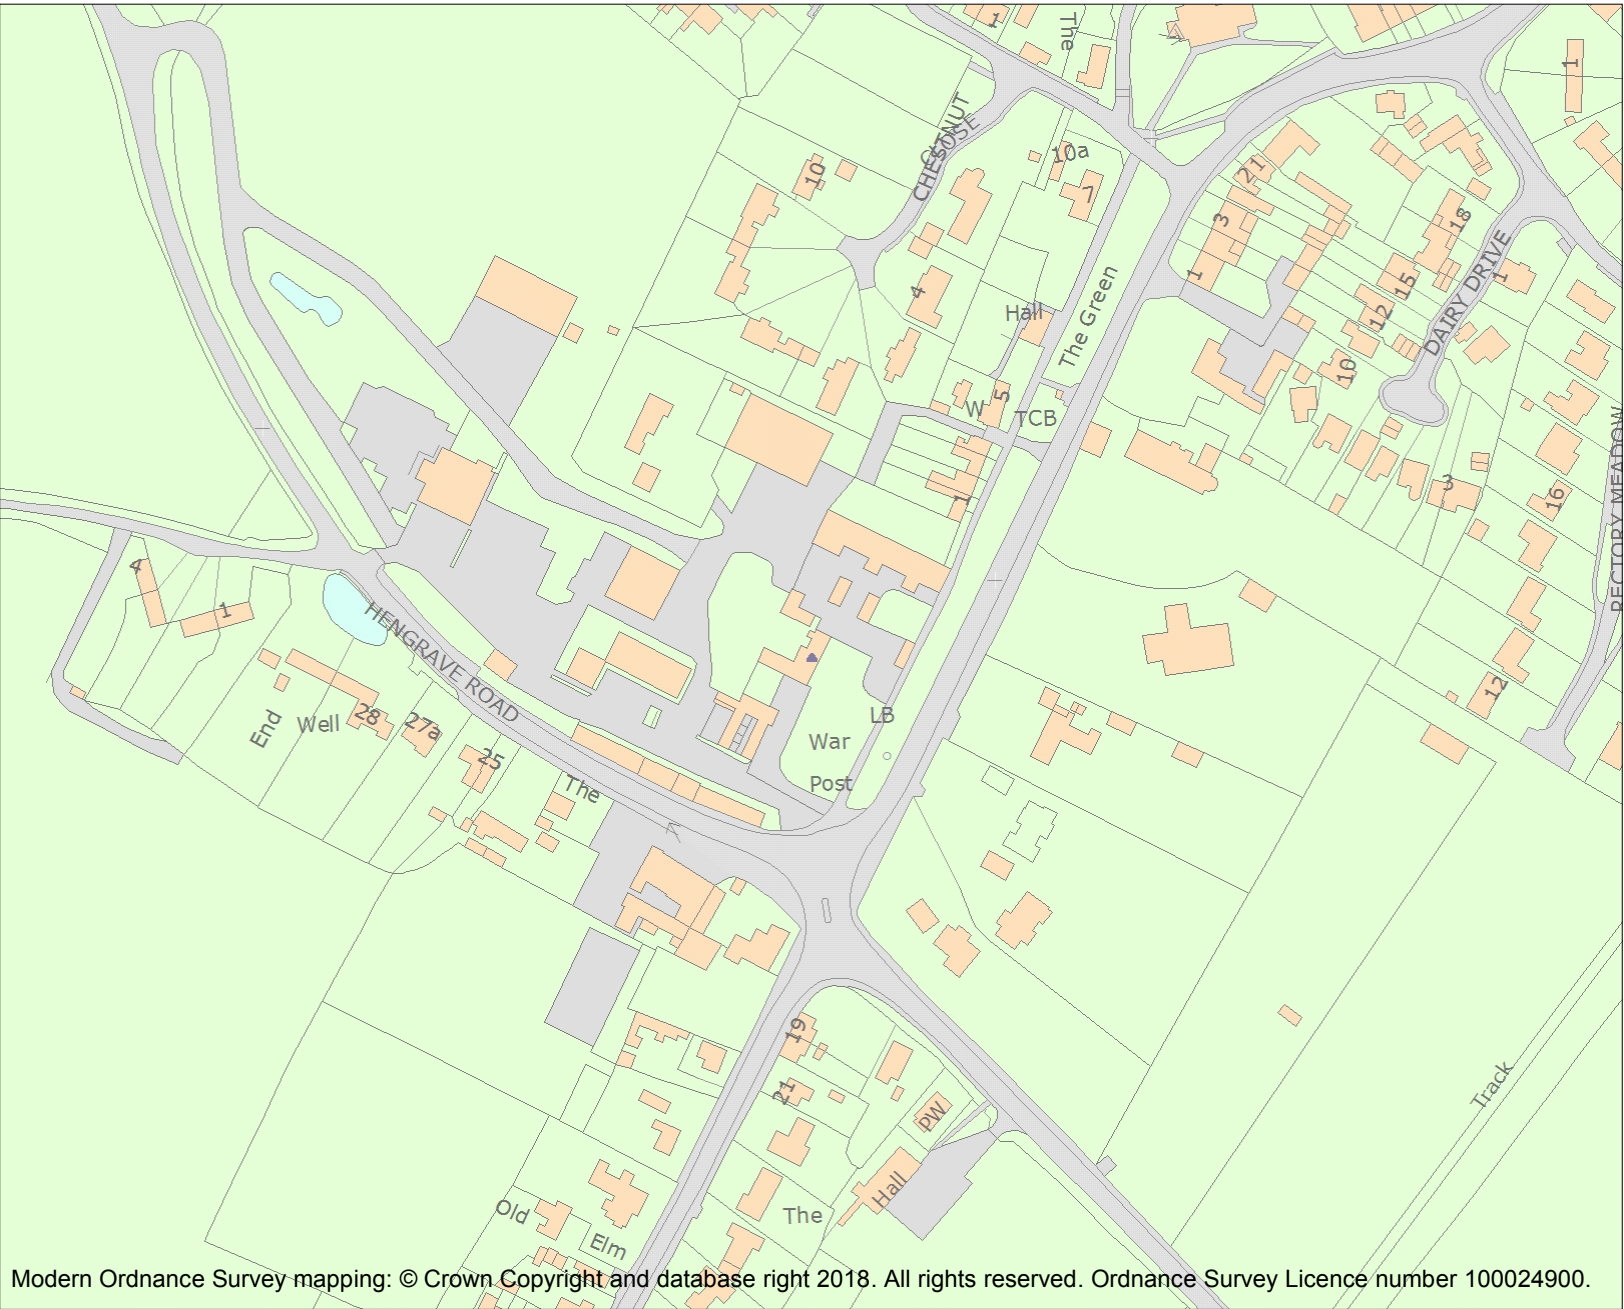 1
The
1
CHESTNUT
CLOSE
10a
10
7
21
3
18
1
4
15
1
12
DAIRY DRIVE
Hall
The Green
10
5
W
TCB
RECTORY MEADOW
3
16
1
4
1
HENGRAVE ROAD
12
End
Well
28
27a
25
LB
War
Post
The
19
21
PW
Track
Hall
Old
The
Elm
Modern Ordnance Survey mapping: © Crown Copyright and database right 2018. All rights reserved. Ordnance Survey Licence number 100024900.